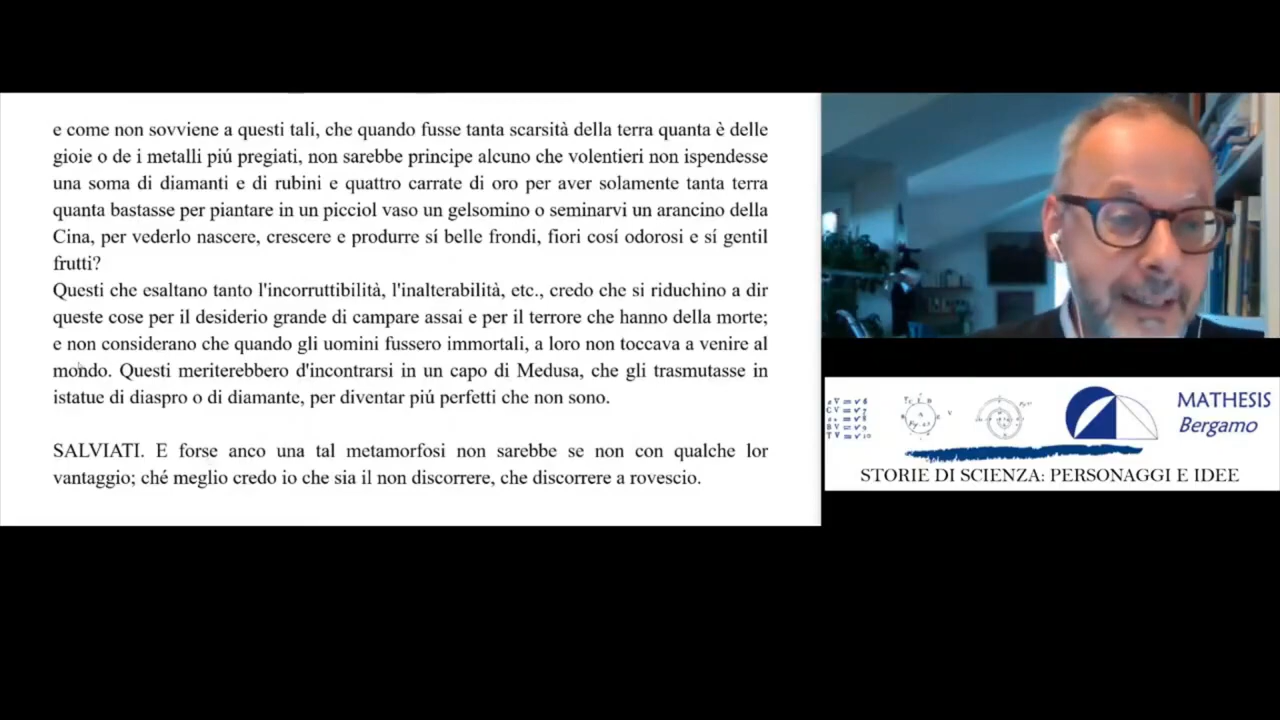 e come non sovviene a questi tali, che quando fusse tanta scarsità della terra quanta è delle
gioie o de i metalli piú pregiati, non sarebbe principe alcuno che volentieri non ispendesse
una soma di diamanti e di rubini e quattro carrate di oro per aver solamente tanta terra
quanta bastasse per piantare in un picciol vaso un gelsomino o seminarvi un arancino della
Cina, per vederlo nascere, crescere e produrre sí belle frondi, fiori cosí odorosi e sí gentil
frutti?
Questi che esaltano tanto l'incorruttibilità, l'inalterabilità, etc., credo che si riduchino a dir
queste cose per il desiderio grande di campare assai e per il terrore che hanno della morte;
e non considerano che quando gli uomini fussero immortali, a loro non toccava a venire al
mondo. Questi meriterebbero d'incontrarsi in un capo di Medusa, che gli trasmutasse in
istatue di diaspro o di diamante, per diventar piú perfetti che non sono.
SALVIATI. E forse anco una tal metamorfosi non sarebbe se non con qualche lor
vantaggio; ché meglio credo io che sia il non discorrere, che discorrere a rovescio.
MATHESIS
Bergamo
STORIE DI SCIENZA: PERSONAGGI E IDEE